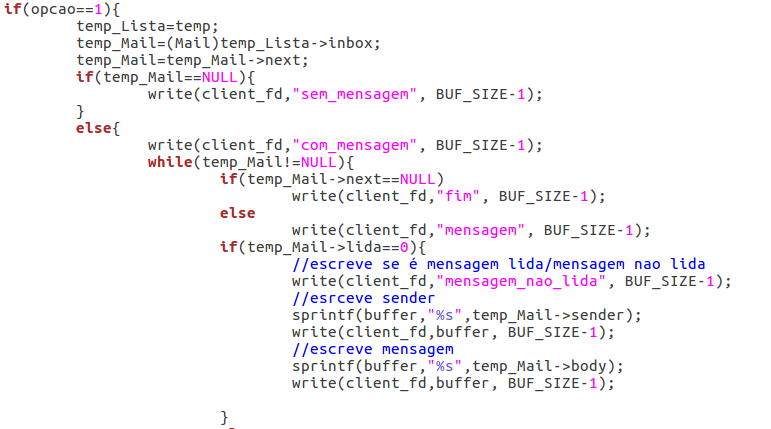 if(opcao==1){
temp_Lista=temp;
temp_Mail=(Mail)temp_Lista->inbox;
temp_Mail=temp_Mail->next;
if(temp_Mail==NULL){
write(client_fd,"sem_mensagem", BUF_SIZE-1);
}
else{
write(client_fd,"com_mensagem", BUF_SIZE-1);
while(temp_Mail!=NULL){
if(temp_Mail->next==NULL)
write(client_fd,"fim", BUF_SIZE-1);
else
write(client_fd,"mensagem", BUF_SIZE-1);
if(temp_Mail->lida==0){
//escreve se é mensagem lida/mensagem nao lida
write(client_fd,"mensagem_nao_lida", BUF_SIZE-1);
//esrceve sender
sprintf(buffer,"%s",temp_Mail->sender);
write(client_fd,buffer, BUF_SIZE-1);
//escreve mensagem
sprintf(buffer,"%s",temp_Mail->body);
write(client_fd,buffer, BUF_SIZE-1);
}